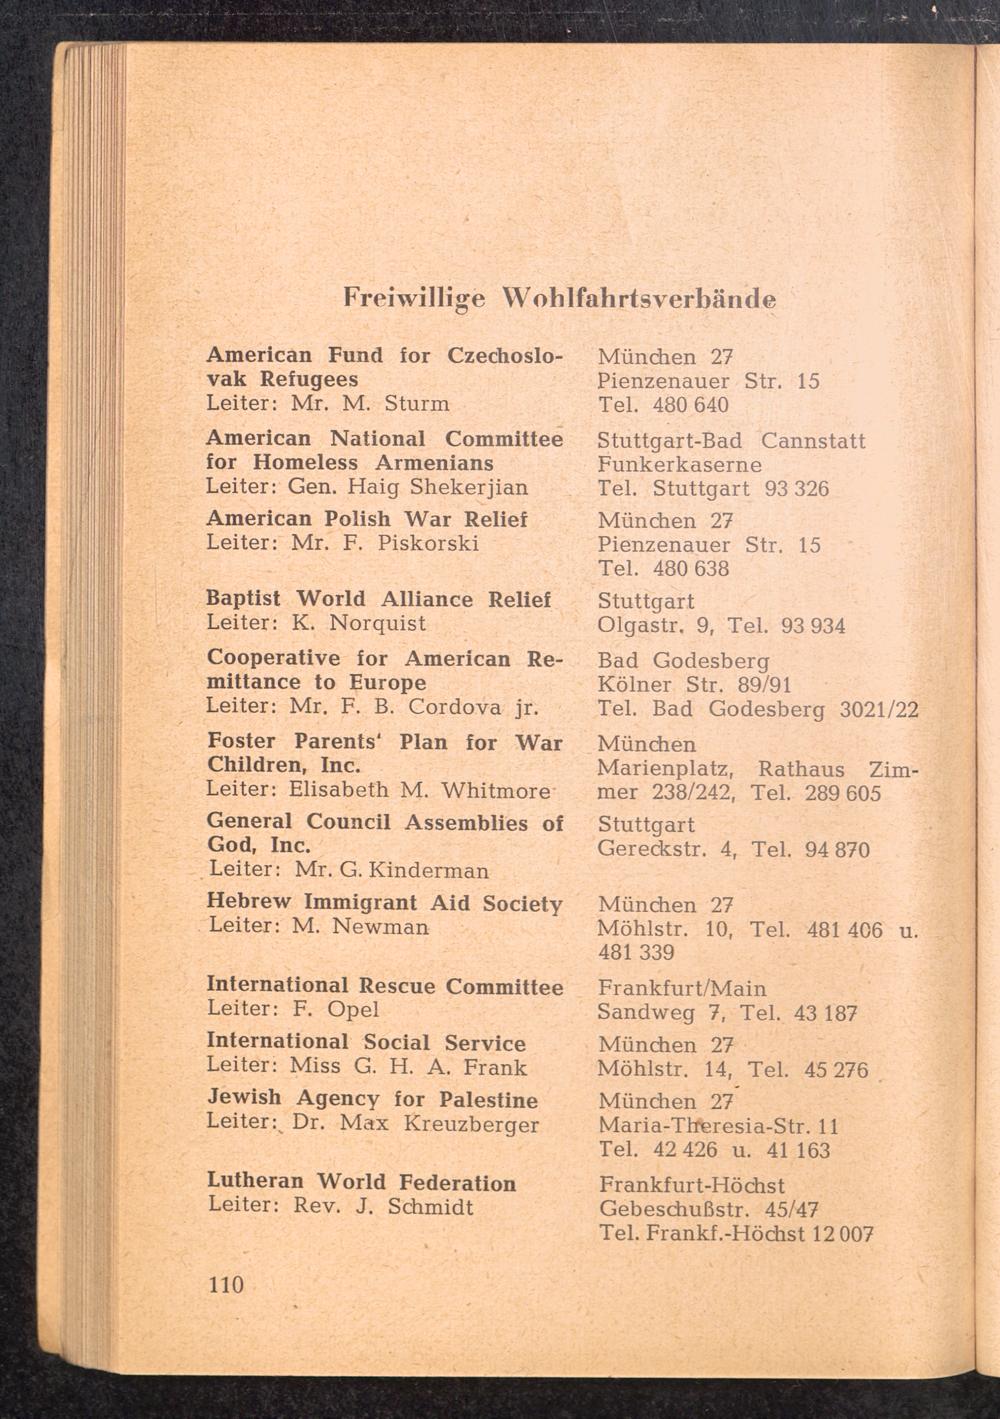 Freiwillige Wohlfahrtsverbände
American Fund for Czechoslo-
vak Refugees
Leiter: Mr. M. Sturm
München 27
Pienzenauer Str. 15
Tel. 480 640
American National Committee
for Homeless Armenians
Leiter: Gen. Haig Shekerjian
Stuttgart-Bad Cannstatt
Funkerkaserne
Tel. Stuttgart 93 326
American Polish War Relief
Leiter: Mr. F. Piskorski
München 27
Pienzenauer Str. 15
Tel. 480 638
Baptist World Alliance Relief
Leiter: K. Norquist
Stuttgart
Olgastr. 9, Tel. 93 934
Cooperative for American Re-
mittance to Europe
Leiter: Mr. F. B. Cordova jr.
Bad Godesberg
Kölner Str. 89/91
Tel. Bad Godesberg 3021/22
Foster Parents' Plan for War
Children, Inc.
Leiter: Elisabeth M. Whitmore
München
Marienplatz, Rathaus Zim-
mer 238/242, Tel. 289 605
General Council Assemblies of
God, Inc.
Leiter: Mr. G. Kinderman
Stuttgart
Gereckstr. 4, Tel. 94 870
Hebrew Immigrant Aid Society
Leiter: M. Newman
München 27
Möhlstr. 10, Tel. 481 406 u.
481 339
International Rescue Committee
Leiter: F. Opel
Frankfurt/Main
Sandweg 7, Tel. 43 187
International Social Service
Leiter: Miss G. H. A. Frank
München 27
Möhlstr. 14, Tel. 45 276
Jewish Agency for Palestine
Leiter: Dr. Max Kreuzberger
München 27
Maria-Theresia-Str. 11
Tel. 42 426 u. 41 163
Lutheran World Federation
Leiter: Rev. J. Schmidt
Frankfurt-Höchst
Gebeschußstr. 45/47
Tel. Frankf.-Höchst 12 007
110